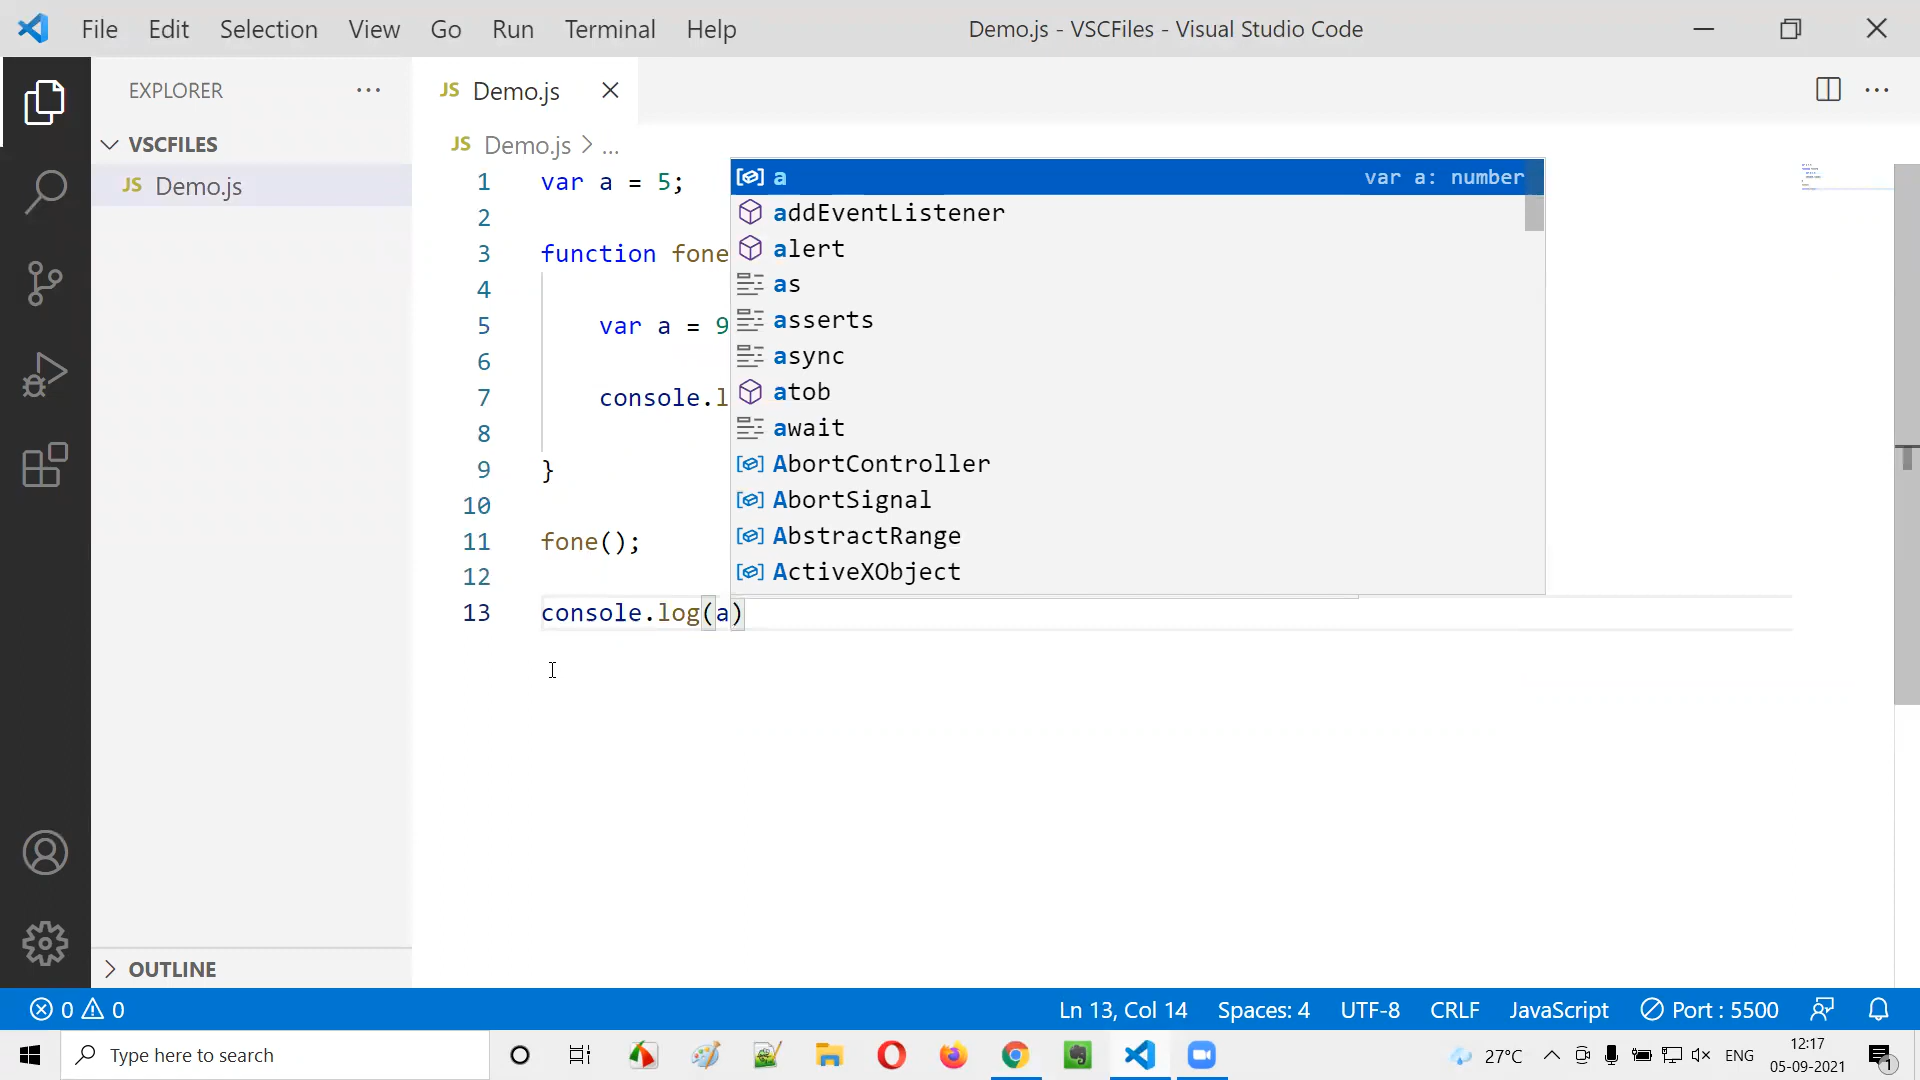 File Edit Selection View Go Run Terminal Help
Demo.js - VSCFiles - Visual Studio Code
EXPLORER ···
VSCFILES
JS Demo.js
OUTLINE
JS Demo.js
JS Demo.js > ...
1 var a = 5;
2
3 function fone
4
5 var a = 9
6
7 console.l
8
9 }
10
11 fone();
12
13 console.log(a)
a var a: number
addEventListener
alert
as
asserts
async
atob
await
AbortController
AbortSignal
AbstractRange
ActiveXObject
0 0
Ln 13, Col 14 Spaces: 4 UTF-8 CRLF JavaScript Port : 5500
Type here to search
27°C ENG
12:17
05-09-2021
1